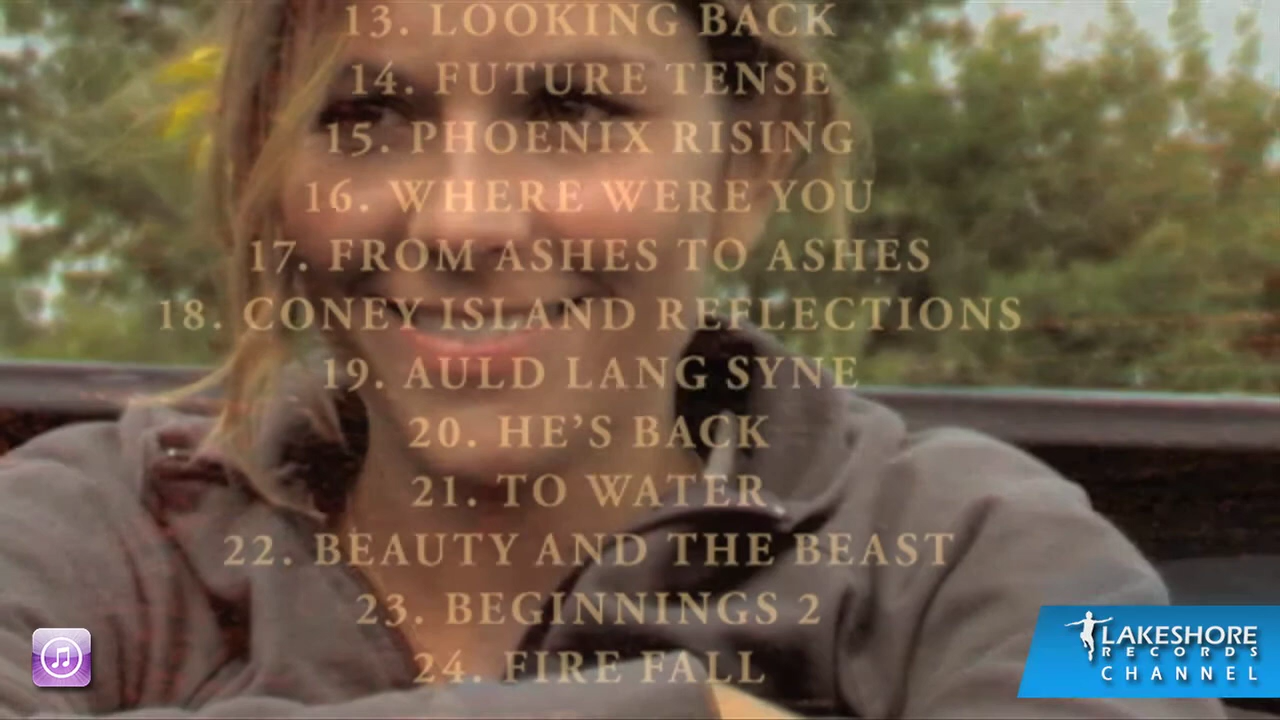 13. LOOKING BACK
14. FUTURE TENSE
15. PHOENIX RISING
16. WHERE WERE YOU
17. FROM ASHES TO ASHES
18. CONEY ISLAND REFLECTIONS
19. AULD LANG SYNE
20. HE'S BACK
21. TO WATER
22. BEAUTY AND THE BEAST
23. BEGINNINGS 2
24. FIRE FALL
LAKESHORE
RECORDS
CHANNEL